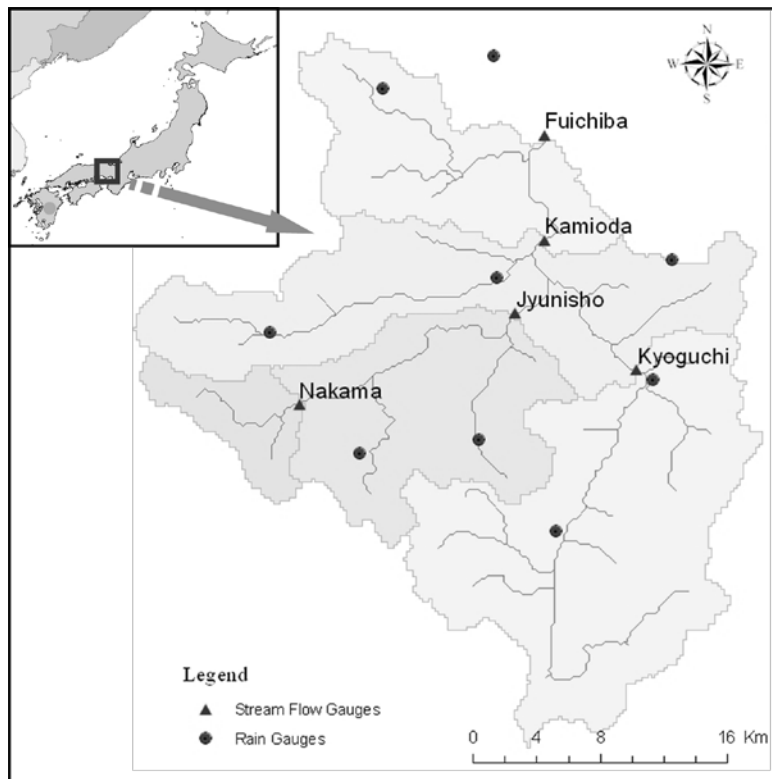 N
W E
S
Fuichiba
Kamioda
Jyunisho
Kyoguchi
Nakama
Legend
Stream Flow Gauges
Rain Gauges
0 4 8 16 Km